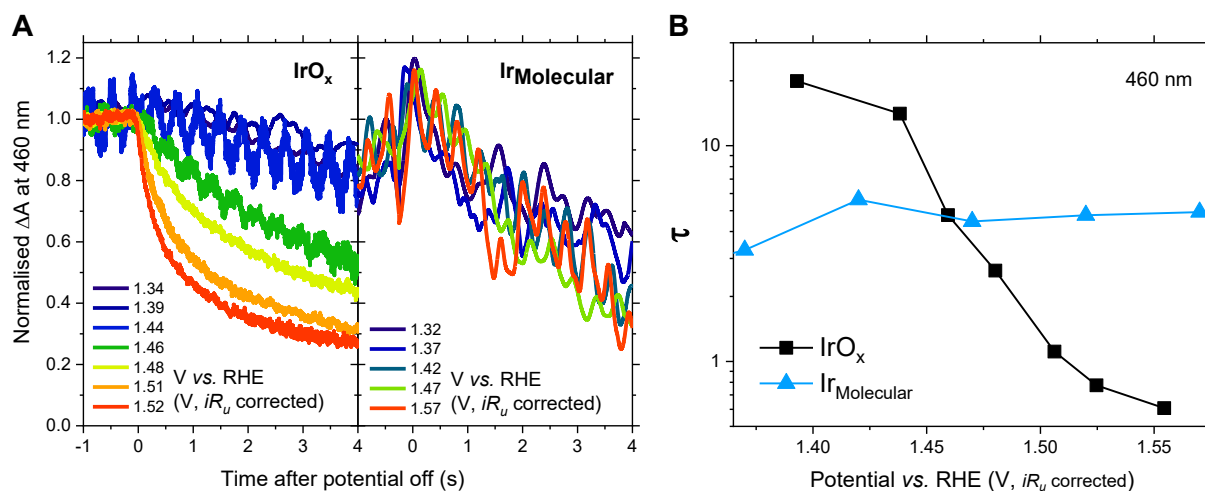 A
B
Normalised ΔA at 460 nm
1.2
1.0
0.8
0.6
0.4
0.2
0.0
IrOₓ
1.34
1.39
1.44
1.46
1.48
1.51
1.52
V vs. RHE
(V, iRᵤ corrected)
-1 0 1 2 3 4
Ir_Molecular
1.32
1.37
1.42
1.47
1.57
V vs. RHE
(V, iRᵤ corrected)
0 1 2 3 4
Time after potential off (s)
460 nm
τ
10
1
IrOₓ
Ir_Molecular
1.40 1.45 1.50 1.55
Potential vs. RHE (V, iRᵤ corrected)